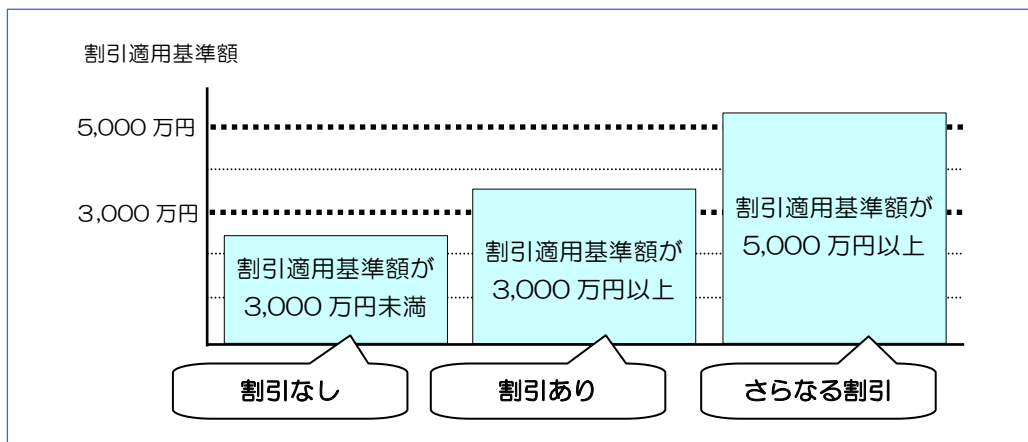 割引適用基準額
5,000 万円
3,000 万円
割引適用基準額が
3,000 万円未満
割引適用基準額が
3,000 万円以上
割引適用基準額が
5,000 万円以上
割引なし
割引あり
さらなる割引